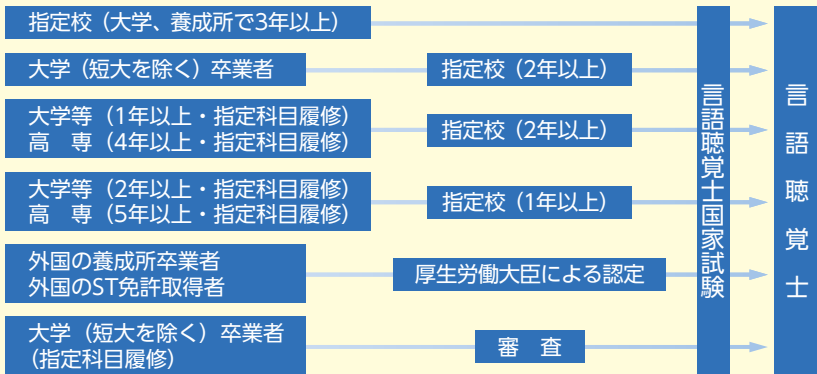 指定校（大学、養成所で3年以上）
大学（短大を除く）卒業者
指定校（2年以上）
大学等（1年以上・指定科目履修）
高　専（4年以上・指定科目履修）
指定校（2年以上）
大学等（2年以上・指定科目履修）
高　専（5年以上・指定科目履修）
指定校（1年以上）
外国の養成所卒業者
外国のST免許取得者
厚生労働大臣による認定
大学（短大を除く）卒業者
（指定科目履修）
審　査
言語聴覚士国家試験
言語聴覚士